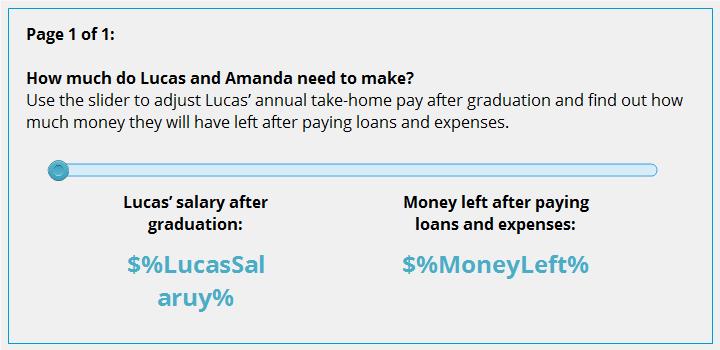 Page 1 of 1:
How much do Lucas and Amanda need to make?
Use the slider to adjust Lucas’ annual take-home pay after graduation and find out how
much money they will have left after paying loans and expenses.
Lucas’ salary after
graduation:
$%LucasSal
aruy%
Money left after paying
loans and expenses:
$%MoneyLeft%